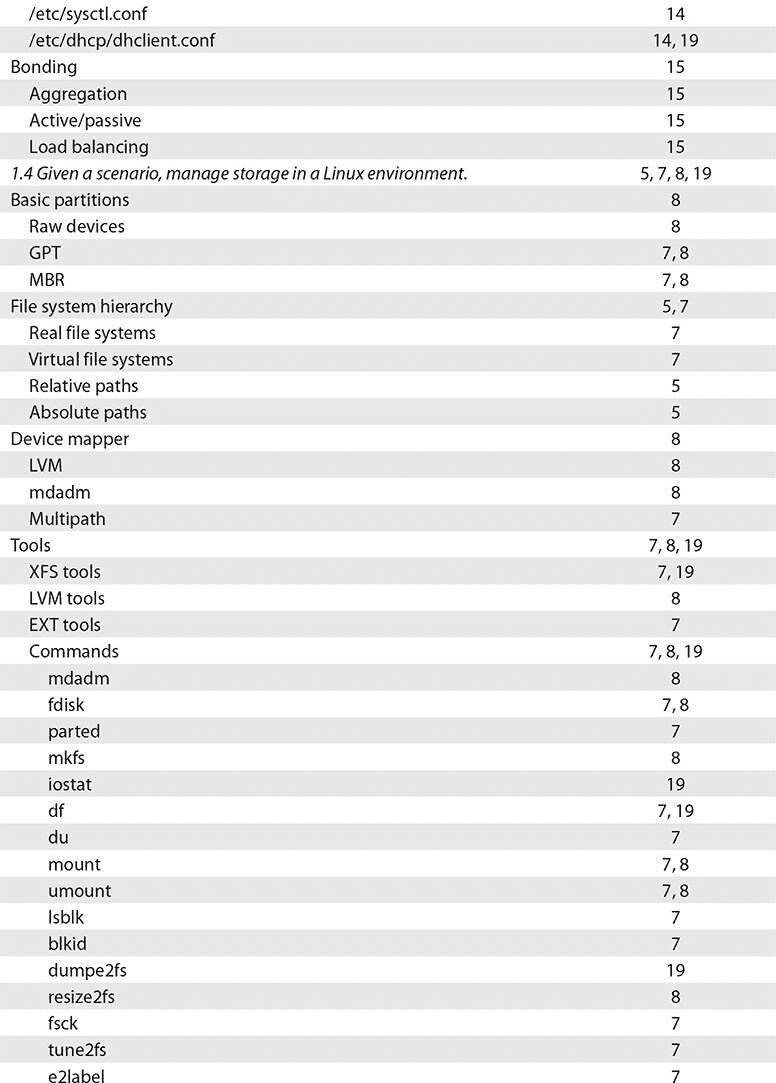 /etc/sysctl.conf 14
/etc/dhcp/dhclient.conf 14, 19
Bonding 15
Aggregation 15
Active/passive 15
Load balancing 15
1.4 Given a scenario, manage storage in a Linux environment. 5, 7, 8, 19
Basic partitions 8
Raw devices 8
GPT 7, 8
MBR 7, 8
File system hierarchy 5, 7
Real file systems 7
Virtual file systems 7
Relative paths 5
Absolute paths 5
Device mapper 8
LVM 8
mdadm 8
Multipath 7
Tools 7, 8, 19
XFS tools 7, 19
LVM tools 8
EXT tools 7
Commands 7, 8, 19
mdadm 8
fdisk 7, 8
parted 7
mkfs 8
iostat 19
df 7, 19
du 7
mount 7, 8
umount 7, 8
lsblk 7
blkid 7
dumpe2fs 19
resize2fs 8
fsck 7
tune2fs 7
e2label 7